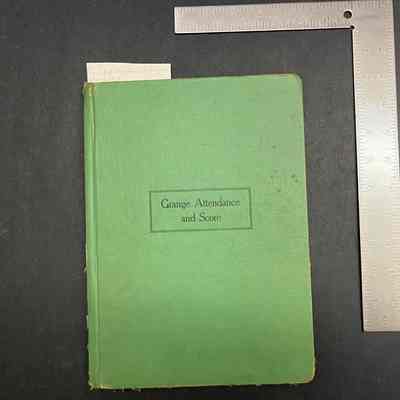 Grange Attendance
and Score